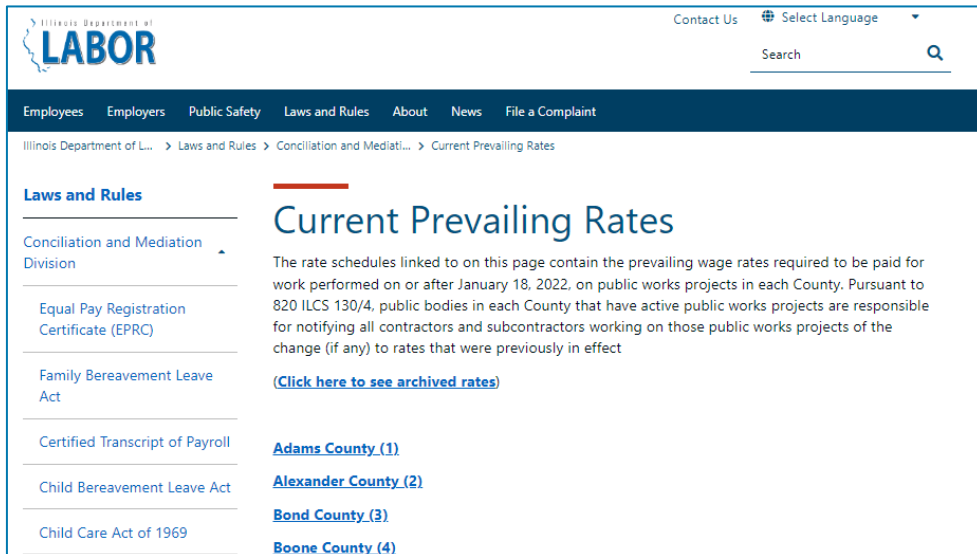 Illinois Department of
LABOR
Contact Us
Select Language
Search
Employees Employers Public Safety Laws and Rules About News File a Complaint
Illinois Department of L... > Laws and Rules > Conciliation and Mediati... > Current Prevailing Rates
Laws and Rules
Conciliation and Mediation
Division
Equal Pay Registration
Certificate (EPRC)
Family Bereavement Leave
Act
Certified Transcript of Payroll
Child Bereavement Leave Act
Child Care Act of 1969
Current Prevailing Rates
The rate schedules linked to on this page contain the prevailing wage rates required to be paid for
work performed on or after January 18, 2022, on public works projects in each County. Pursuant to
820 ILCS 130/4, public bodies in each County that have active public works projects are responsible
for notifying all contractors and subcontractors working on those public works projects of the
change (if any) to rates that were previously in effect
(Click here to see archived rates)
Adams County (1)
Alexander County (2)
Bond County (3)
Boone County (4)